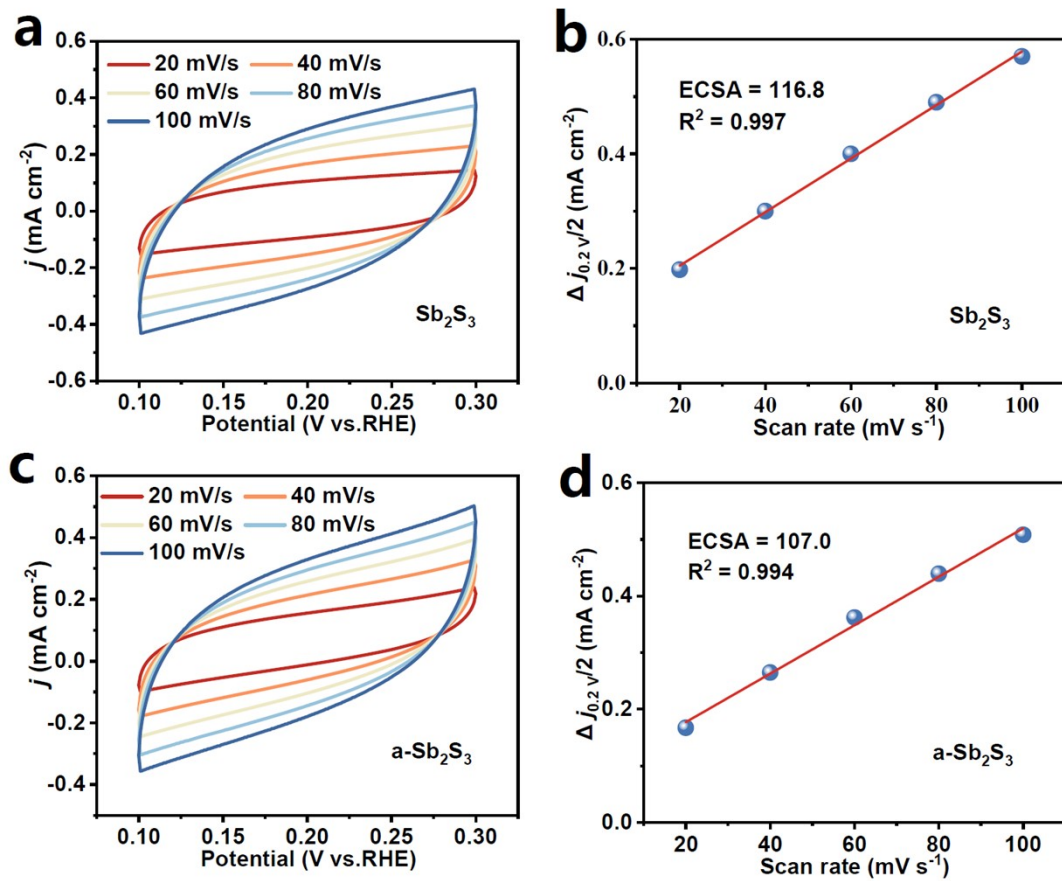 a
0.6
0.4
0.2
0.0
-0.2
-0.4
-0.6
j (mA cm⁻²)
20 mV/s 40 mV/s
60 mV/s 80 mV/s
100 mV/s
Sb₂S₃
0.10 0.15 0.20 0.25 0.30
Potential (V vs.RHE)
b
0.6
0.4
0.2
0.0
Δ j₀.₂ ᵥ/2 (mA cm⁻²)
ECSA = 116.8
R² = 0.997
Sb₂S₃
20 40 60 80 100
Scan rate (mV s⁻¹)
c
0.6
0.4
0.2
0.0
-0.2
-0.4
j (mA cm⁻²)
20 mV/s 40 mV/s
60 mV/s 80 mV/s
100 mV/s
a-Sb₂S₃
0.10 0.15 0.20 0.25 0.30
Potential (V vs.RHE)
d
0.6
0.4
0.2
0.0
Δ j₀.₂ ᵥ/2 (mA cm⁻²)
ECSA = 107.0
R² = 0.994
a-Sb₂S₃
20 40 60 80 100
Scan rate (mV s⁻¹)